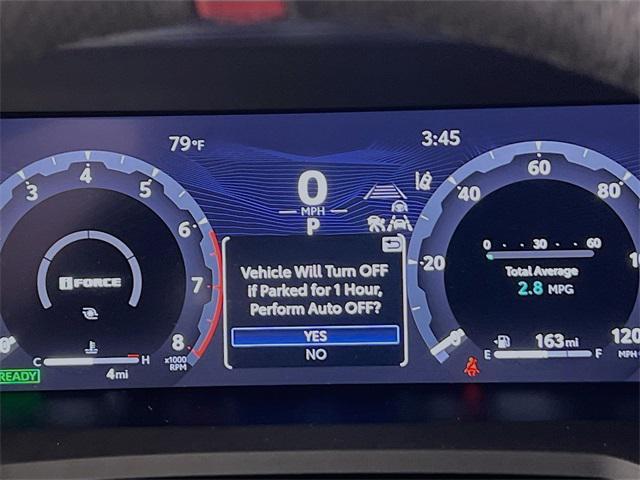 79°F
3:45
0
MPH
P
3
4
5
6
7
8
x1000
RPM
i FORCE
C
H
4mi
READY
Vehicle Will Turn OFF
if Parked for 1 Hour,
Perform Auto OFF?
YES
NO
0
20
40
60
80
120
MPH
0 30 60
Total Average
2.8 MPG
163mi
E
F